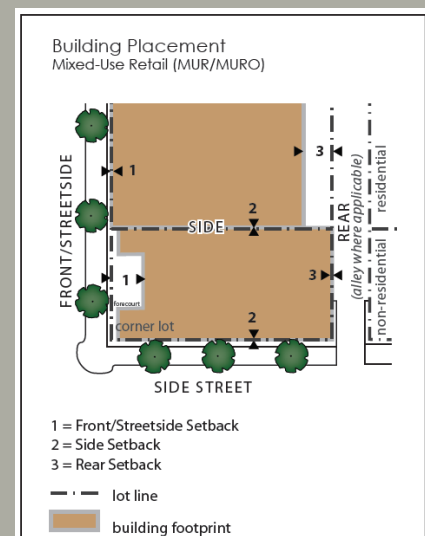 Building Placement
Mixed-Use Retail (MUR/MURO)
FRONT/STREETSIDE
1
2
SIDE
3
REAR
(alley where applicable)
residential
non-residential
1
forecourt
3
corner lot
2
SIDE STREET
1 = Front/Streetside Setback
2 = Side Setback
3 = Rear Setback
lot line
building footprint